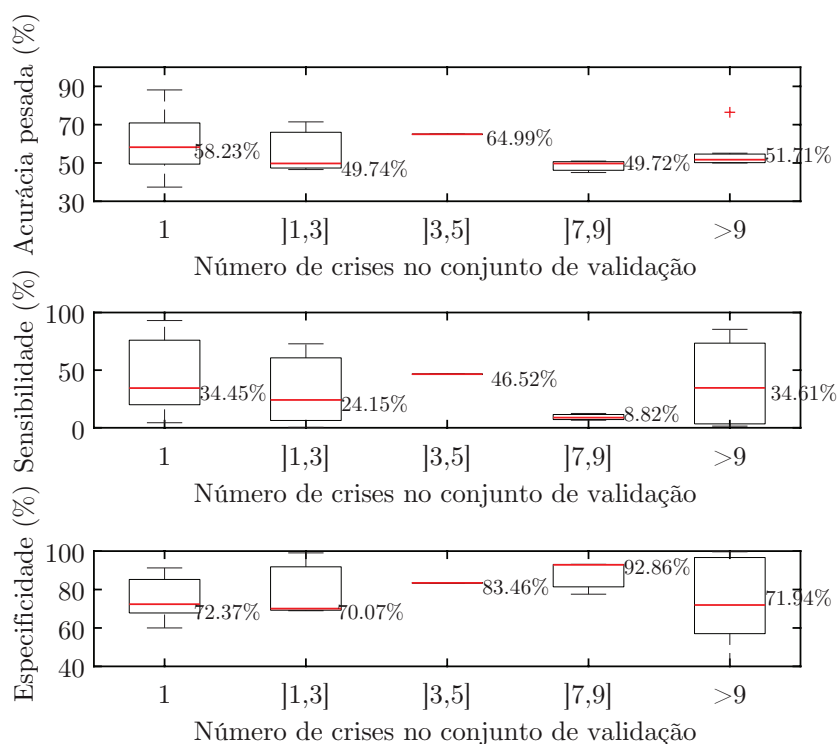 Acurácia pesada (%)
90
70
50
30
58.23%
49.74%
64.99%
49.72%
51.71%
1 ]1,3] ]3,5] ]7,9] >9
Número de crises no conjunto de validação
Sensibilidade (%)
100
50
0
34.45%
24.15%
46.52%
8.82%
34.61%
1 ]1,3] ]3,5] ]7,9] >9
Número de crises no conjunto de validação
Especificidade (%)
100
80
60
40
72.37%
70.07%
83.46%
92.86%
71.94%
1 ]1,3] ]3,5] ]7,9] >9
Número de crises no conjunto de validação